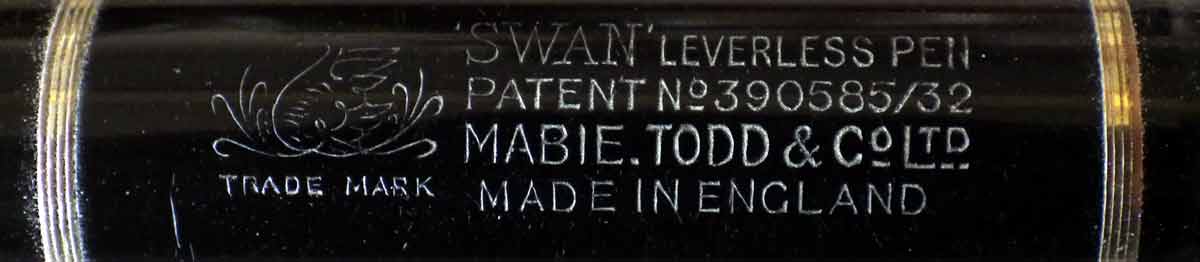 TRADE MARK
'SWAN' LEVERLESS PEN
PATENT Nº 390585/32
MABIE. TODD & Cº LTD
MADE IN ENGLAND